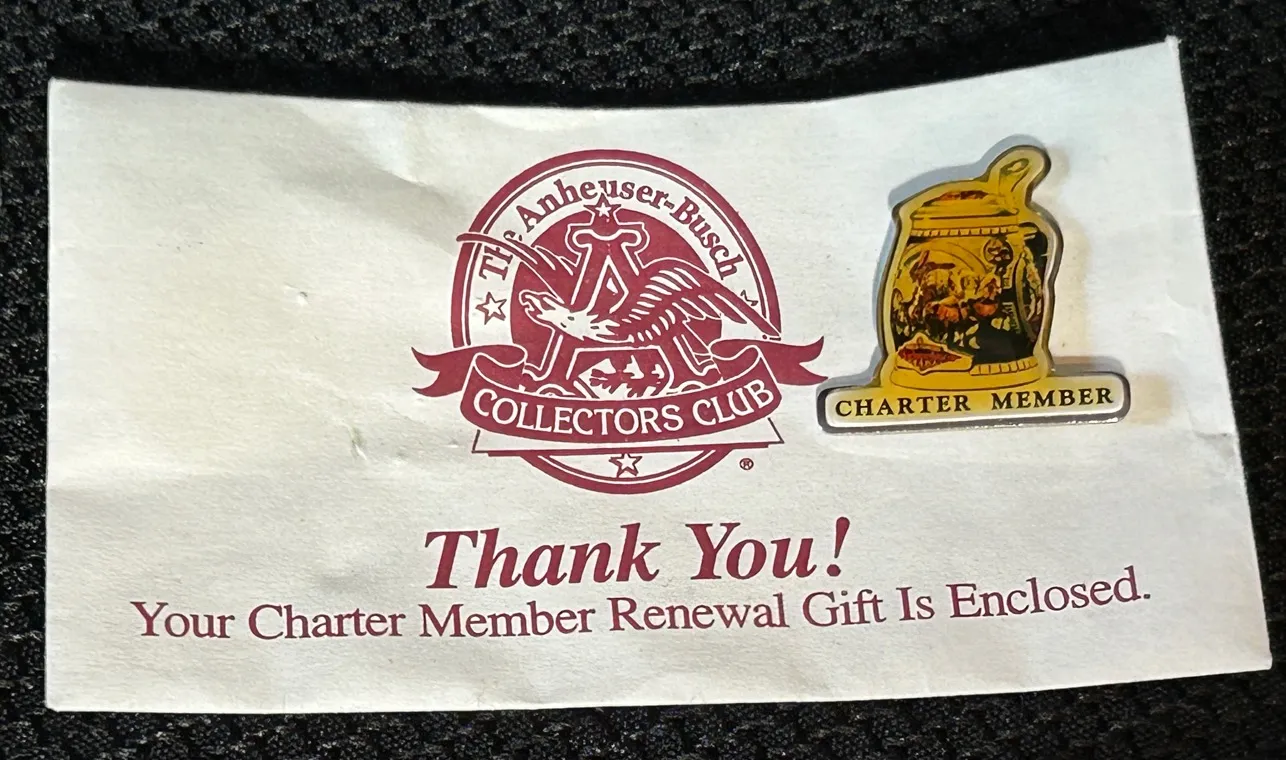 The Anheuser-Busch
COLLECTORS CLUB
®
CHARTER MEMBER
Thank You!
Your Charter Member Renewal Gift Is Enclosed.